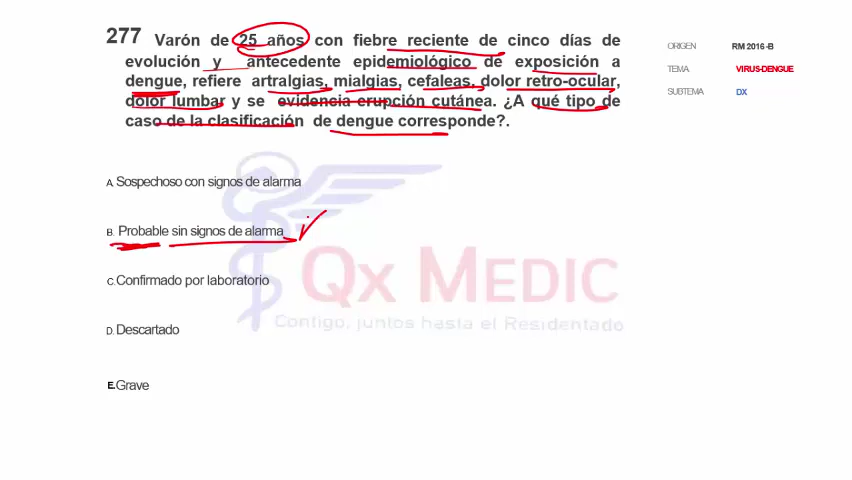 277 Varón de 25 años con fiebre reciente de cinco días de
evolución y antecedente epidemiológico de exposición a
dengue, refiere artralgias, mialgias, cefaleas, dolor retro-ocular,
dolor lumbar y se evidencia erupción cutánea. ¿A qué tipo de
caso de la clasificación de dengue corresponde?.
ORIGEN RM 2016 -B
TEMA VIRUS-DENGUE
SUBTEMA DX
A. Sospechoso con signos de alarma
B. Probable sin signos de alarma
C. Confirmado por laboratorio
D. Descartado
E. Grave
Qx MEDIC
Contigo, juntos hasta el Residentado